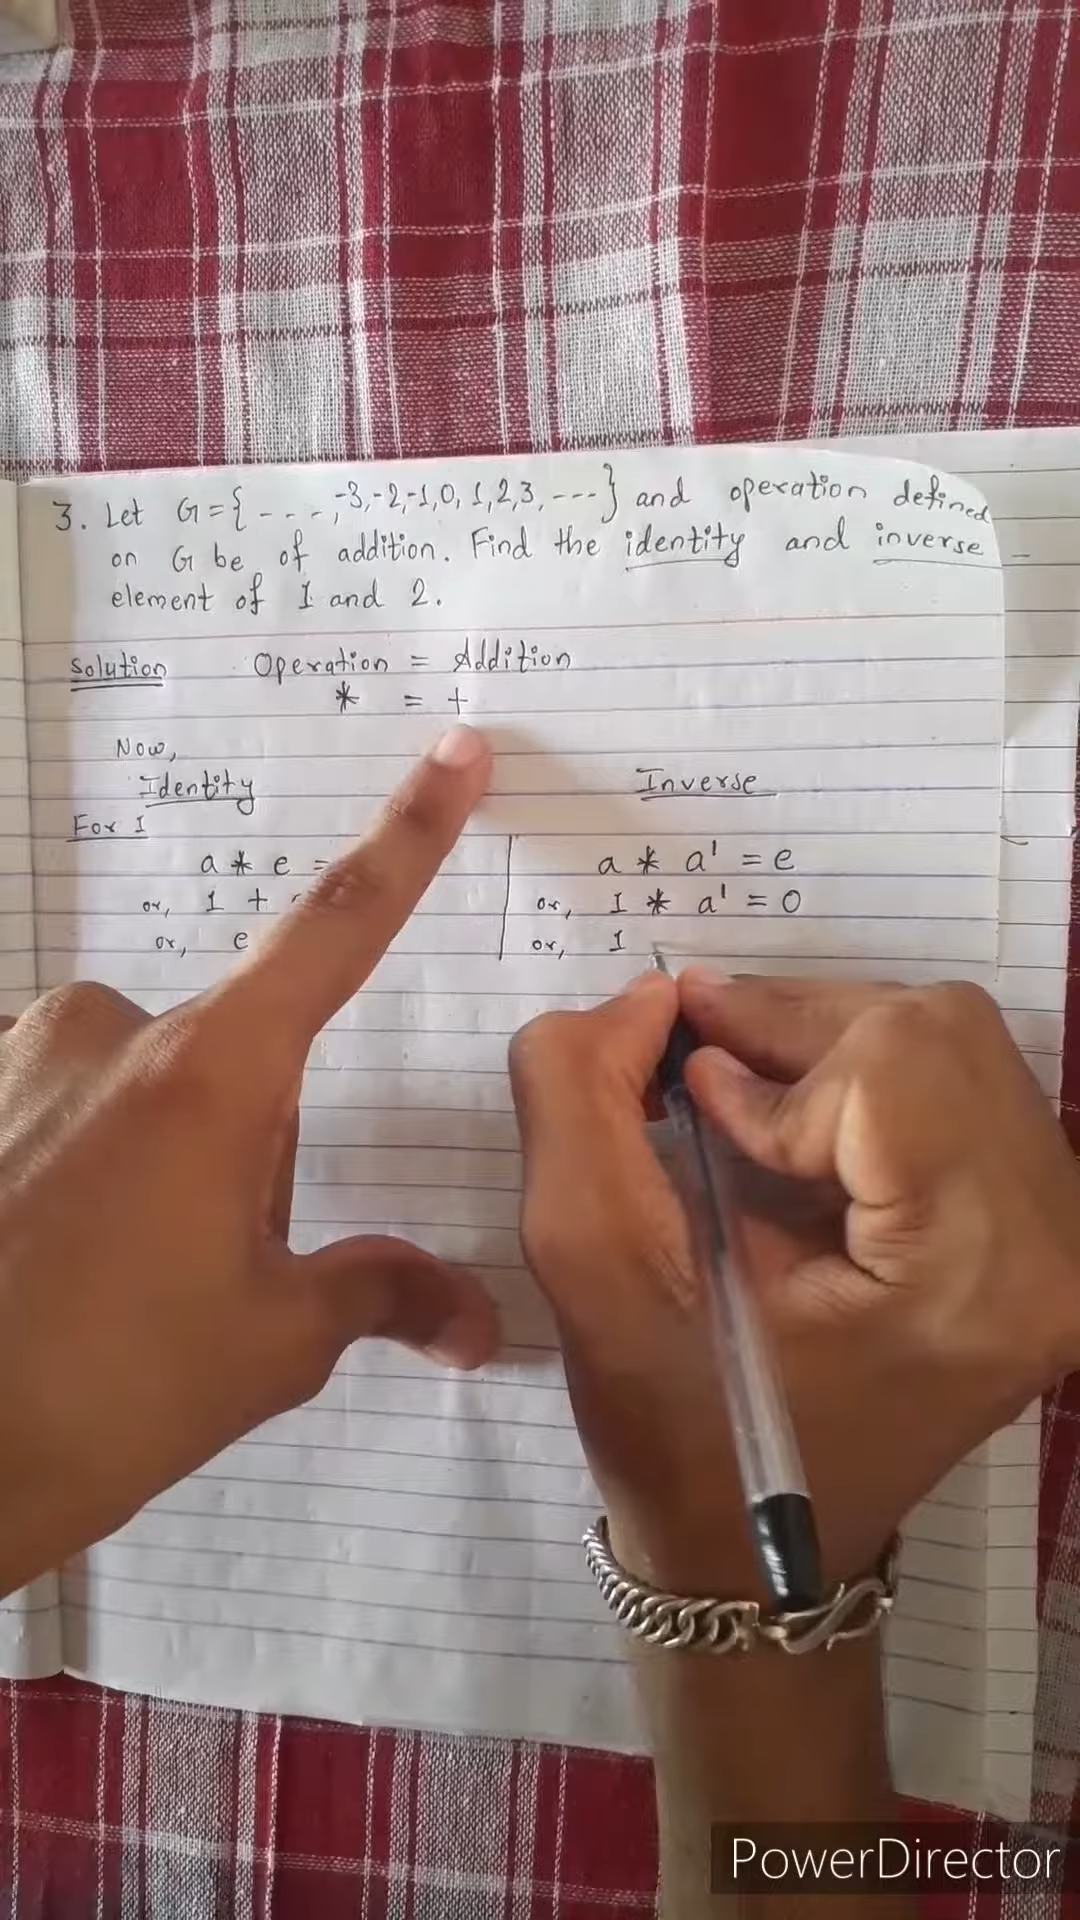 3. Let G={ - - - , -3,-2,-1,0, 1,2,3, --- } and operation defined
on G be of addition. Find the identity and inverse
element of 1 and 2.
Solution Operation = Addition
* = +
Now,
Identity Inverse
For 1
a * e =
or, 1 +
or, e
a * a' = e
or, 1 * a' = 0
or, 1
PowerDirector